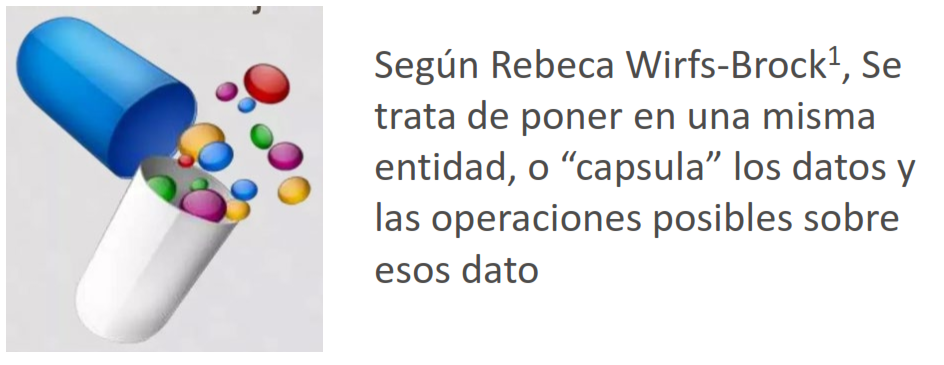 Según Rebeca Wirfs-Brock¹, Se
trata de poner en una misma
entidad, o “capsula” los datos y
las operaciones posibles sobre
esos dato